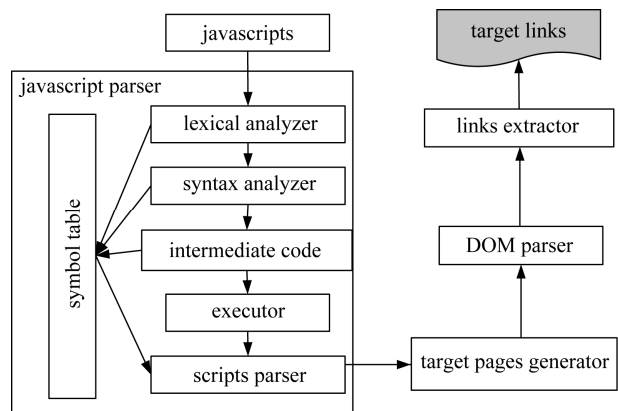 javascripts
javascript parser
lexical analyzer
syntax analyzer
intermediate code
executor
scripts parser
symbol table
target links
links extractor
DOM parser
target pages generator